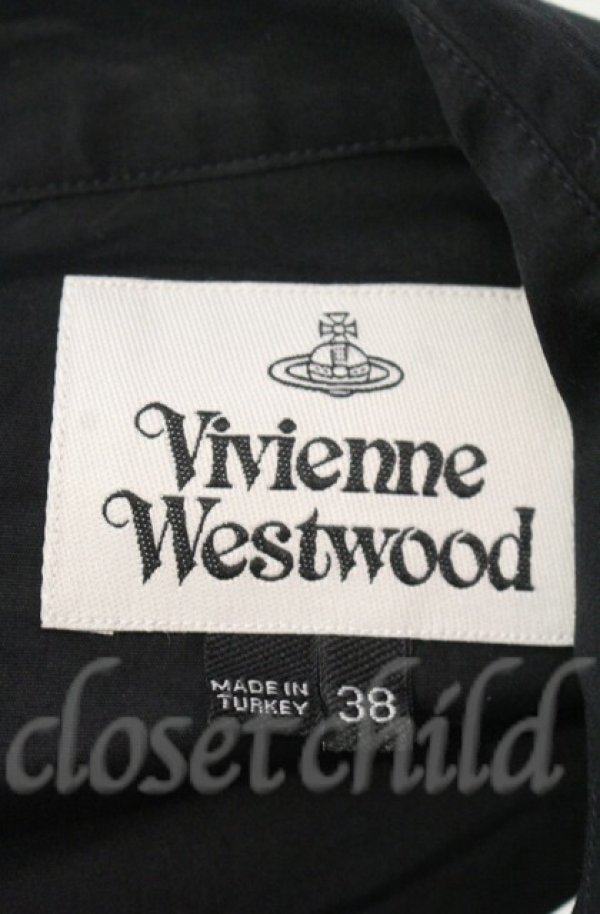 Vivienne
Westwood
MADE IN
TURKEY
38
closet child